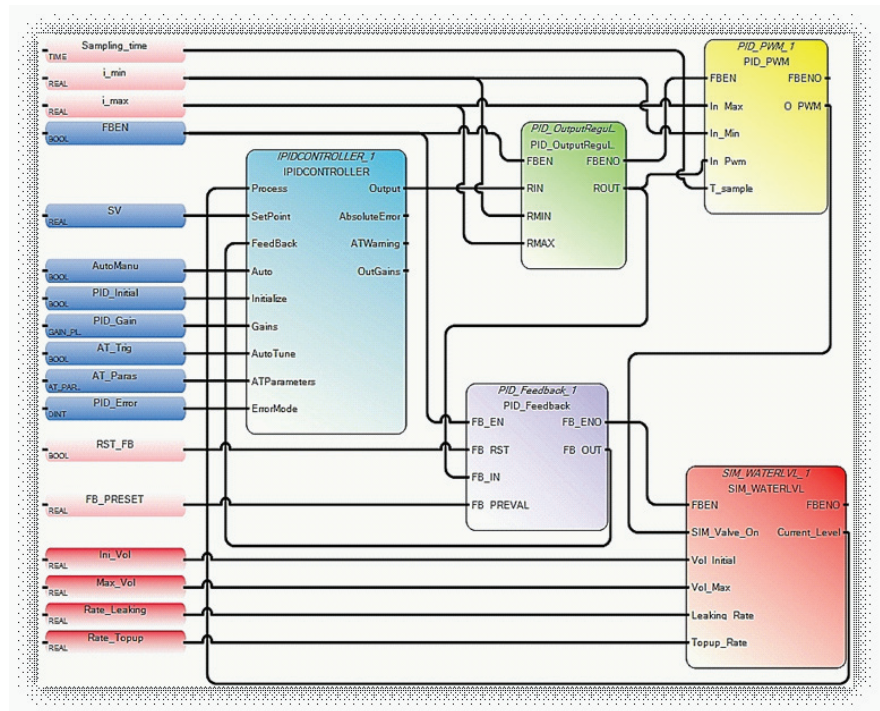 Sampling_time
TIME
i_min
REAL
i_max
REAL
FBEN
BOOL
SV
REAL
AutoManu
BOOL
PID_Initial
BOOL
PID_Gain
GAIN_PI..
AT_Trig
BOOL
AT_Paras
AT_PAR..
PID_Error
DINT
RST_FB
BOOL
FB_PRESET
REAL
Ini_Vol
REAL
Max_Vol
REAL
Rate_Leaking
REAL
Rate_Topup
REAL
IPIDCONTROLLER_1
IPIDCONTROLLER
Process Output
SetPoint AbsoluteError
FeedBack ATWarning
Auto OutGains
Initialize
Gains
AutoTune
ATParameters
ErrorMode
PID_OutputReguL.
PID_OutputReguL.
FBEN FBENO
RIN ROUT
RMIN
RMAX
PID_PWM_1
PID_PWM
FBEN FBENO
In_Max O_PWM
In_Min
In_Pwm
T_sample
PID_Feedback_1
PID_Feedback
FB_EN FB_ENO
FB_RST FB_OUT
FB_IN
FB_PREVAL
SIM_WATERLVL_1
SIM_WATERLVL
FBEN FBENO
SIM_Valve_On Current_Level
Vol_Initial
Vol_Max
Leaking_Rate
Topup_Rate